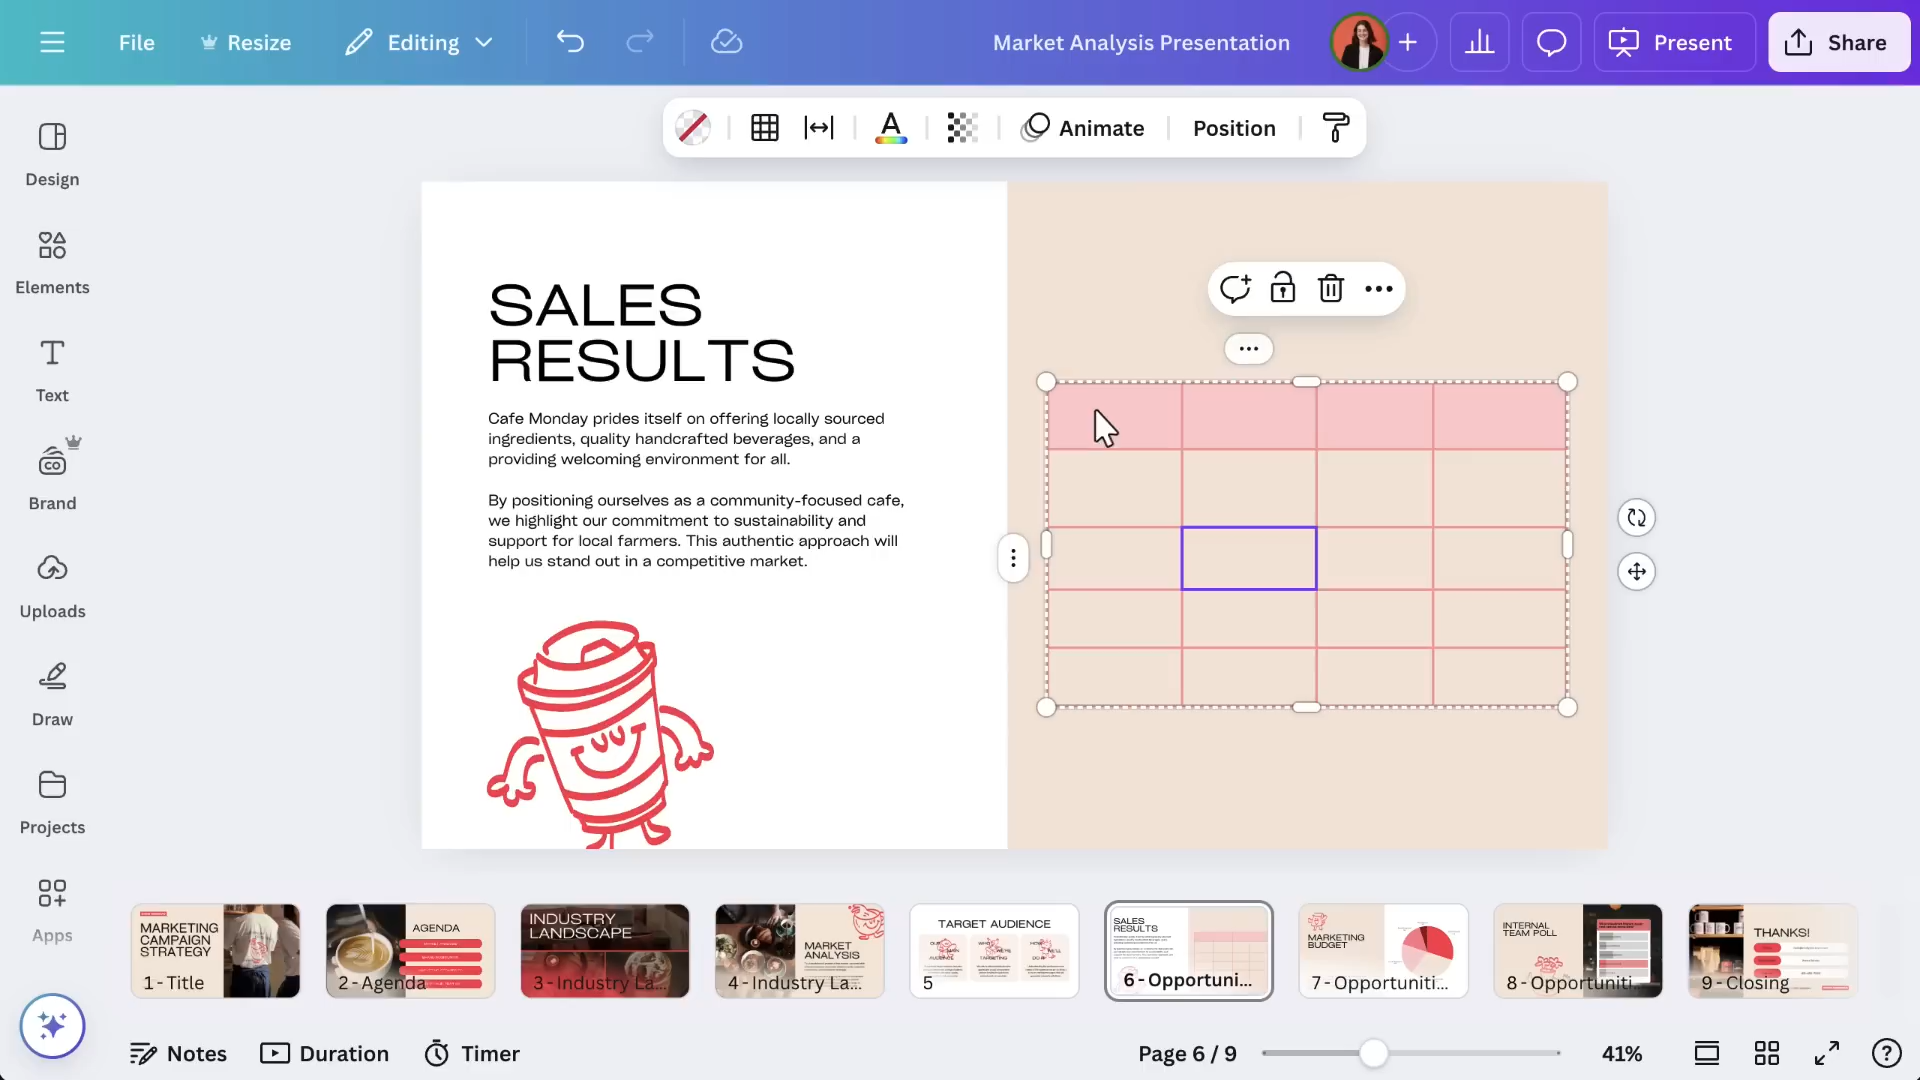 File
Resize
Editing
Market Analysis Presentation
Present
Share
Design
Elements
Text
Brand
Uploads
Draw
Projects
Apps
Animate
Position
SALES
RESULTS
Cafe Monday prides itself on offering locally sourced
ingredients, quality handcrafted beverages, and a
providing welcoming environment for all.
By positioning ourselves as a community-focused cafe,
we highlight our commitment to sustainability and
support for local farmers. This authentic approach will
help us stand out in a competitive market.
MARKETING
CAMPAIGN
STRATEGY
1 - Title
AGENDA
2 - Agenda
INDUSTRY
LANDSCAPE
3 - Industry La...
MARKET
ANALYSIS
4 - Industry La...
TARGET AUDIENCE
5
SALES
RESULTS
6 - Opportuni...
MARKETING
BUDGET
7 - Opportuniti...
INTERNAL
TEAM POLL
8 - Opportuniti...
THANKS!
9 - Closing
Notes
Duration
Timer
Page 6 / 9
41%